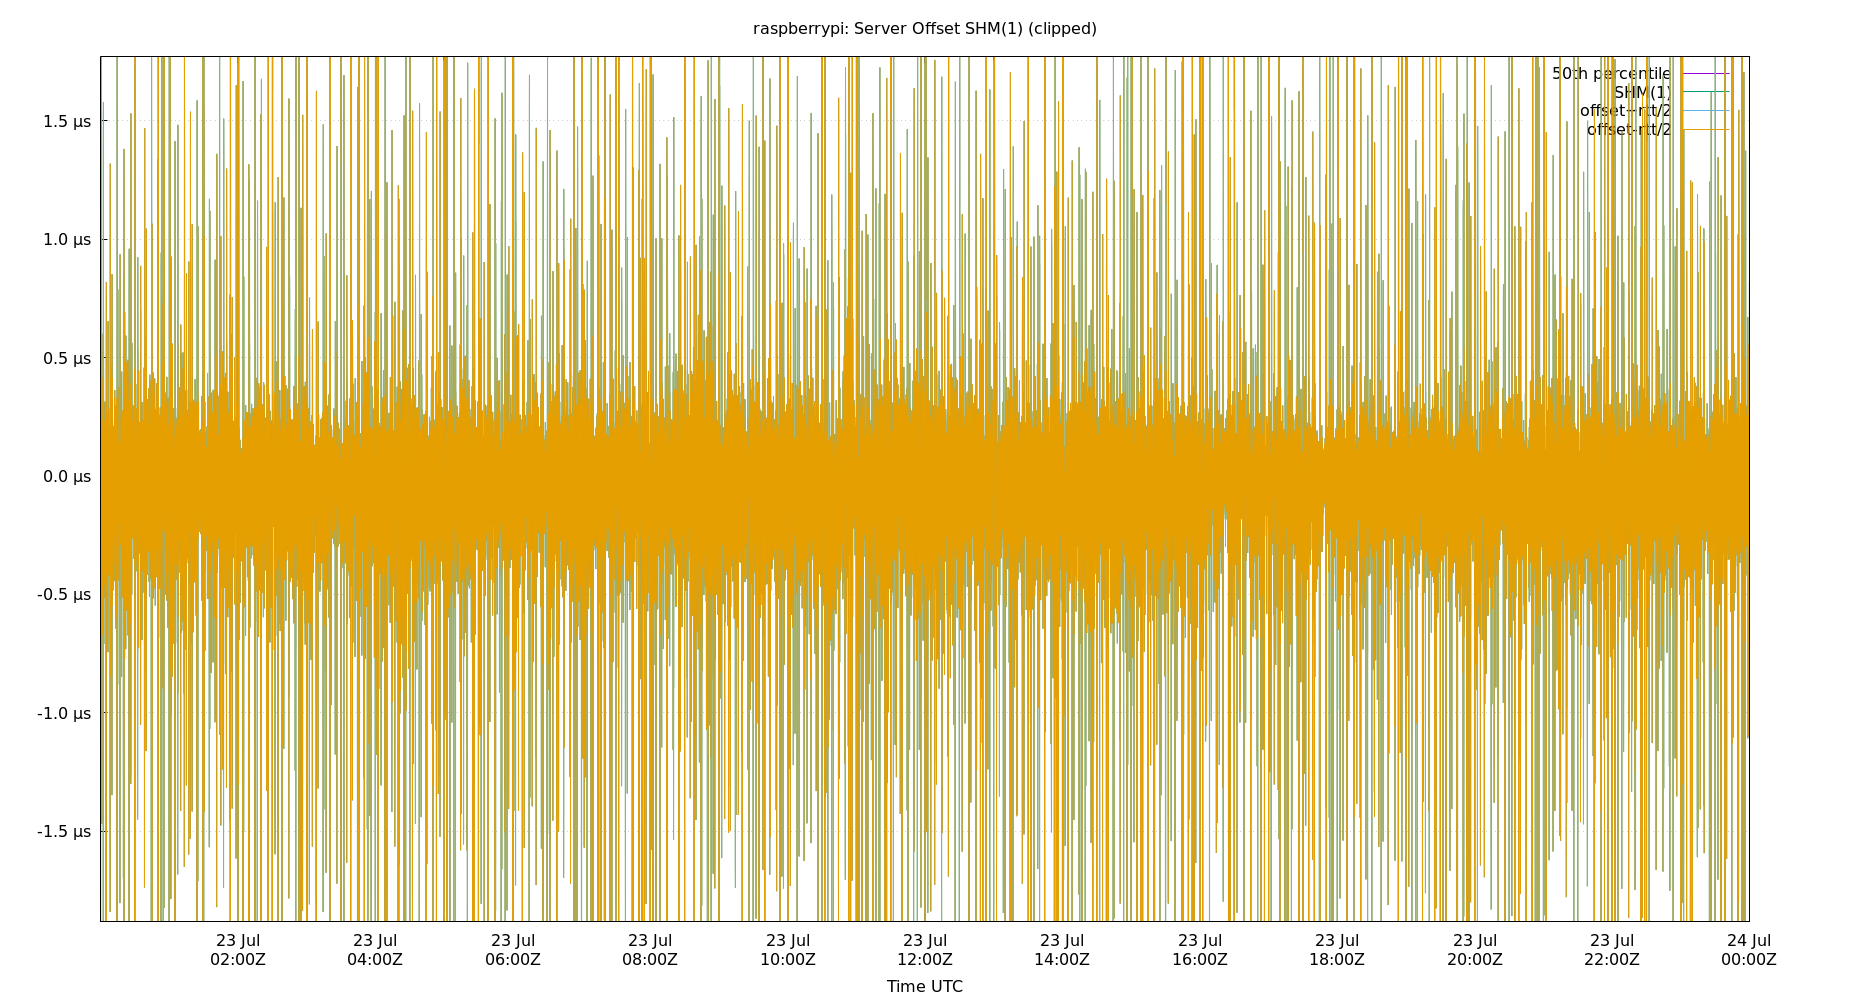 raspberrypi: Server Offset SHM(1) (clipped)
50th percentile
SHM(1)
offset+rtt/2
offset-rtt/2
1.5 µs
1.0 µs
0.5 µs
0.0 µs
-0.5 µs
-1.0 µs
-1.5 µs
23 Jul 23 Jul 23 Jul 23 Jul 23 Jul 23 Jul 23 Jul 23 Jul 23 Jul 23 Jul 23 Jul 24 Jul
02:00Z 04:00Z 06:00Z 08:00Z 10:00Z 12:00Z 14:00Z 16:00Z 18:00Z 20:00Z 22:00Z 00:00Z
Time UTC